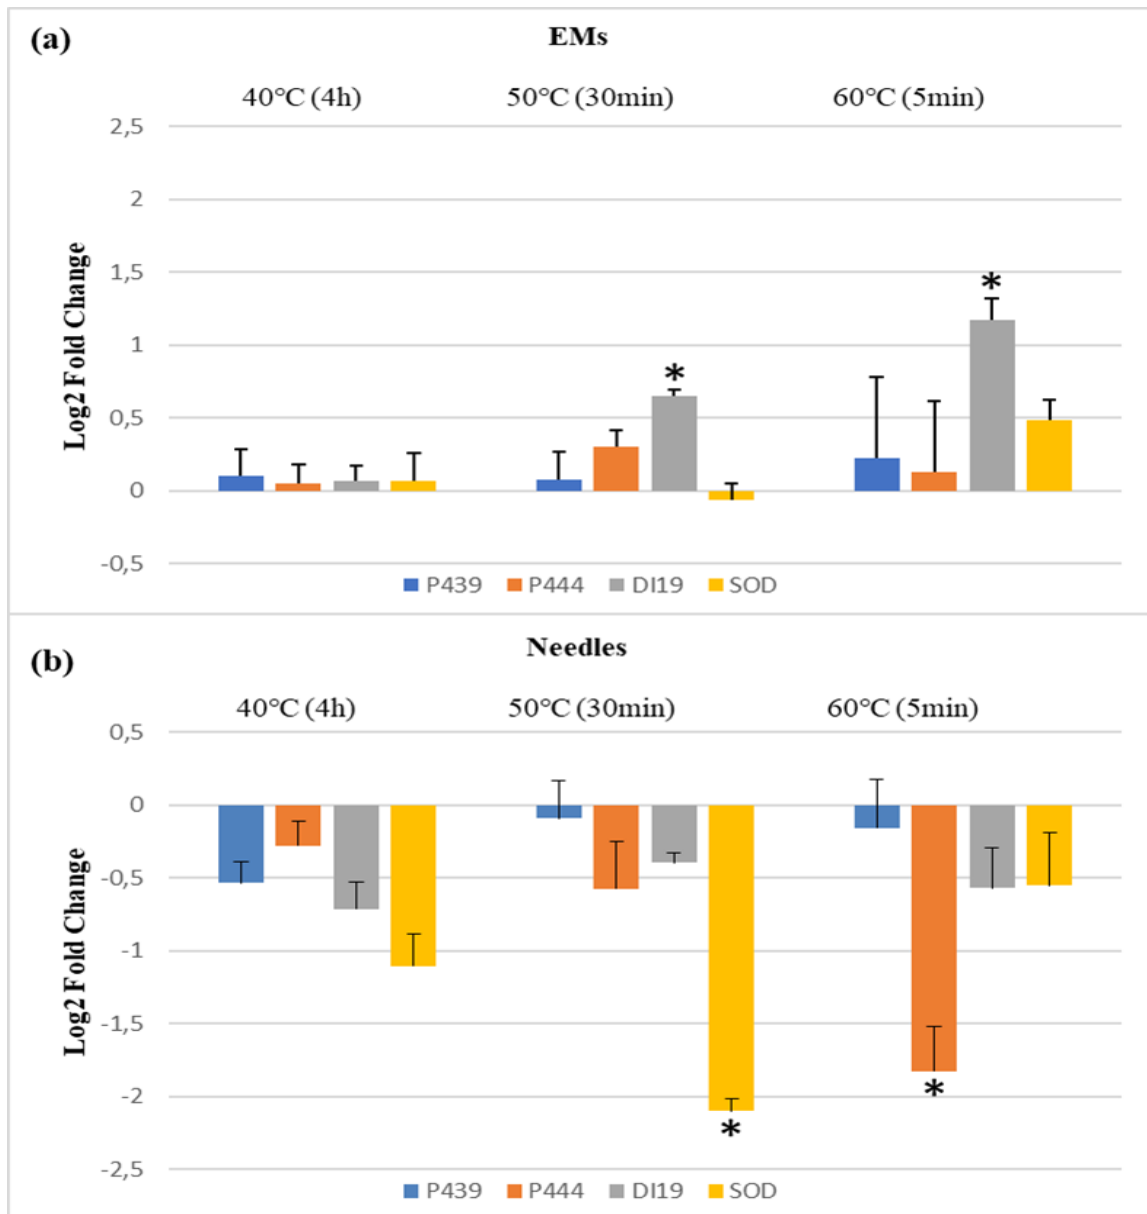 (a)
EMs
40°C (4h) 50°C (30min) 60°C (5min)
2,5
2
1,5
1
0,5
0
-0,5
Log2 Fold Change
*
*
P439 P444 DI19 SOD
(b)
Needles
40°C (4h) 50°C (30min) 60°C (5min)
0,5
0
-0,5
-1
-1,5
-2
-2,5
Log2 Fold Change
*
*
P439 P444 DI19 SOD